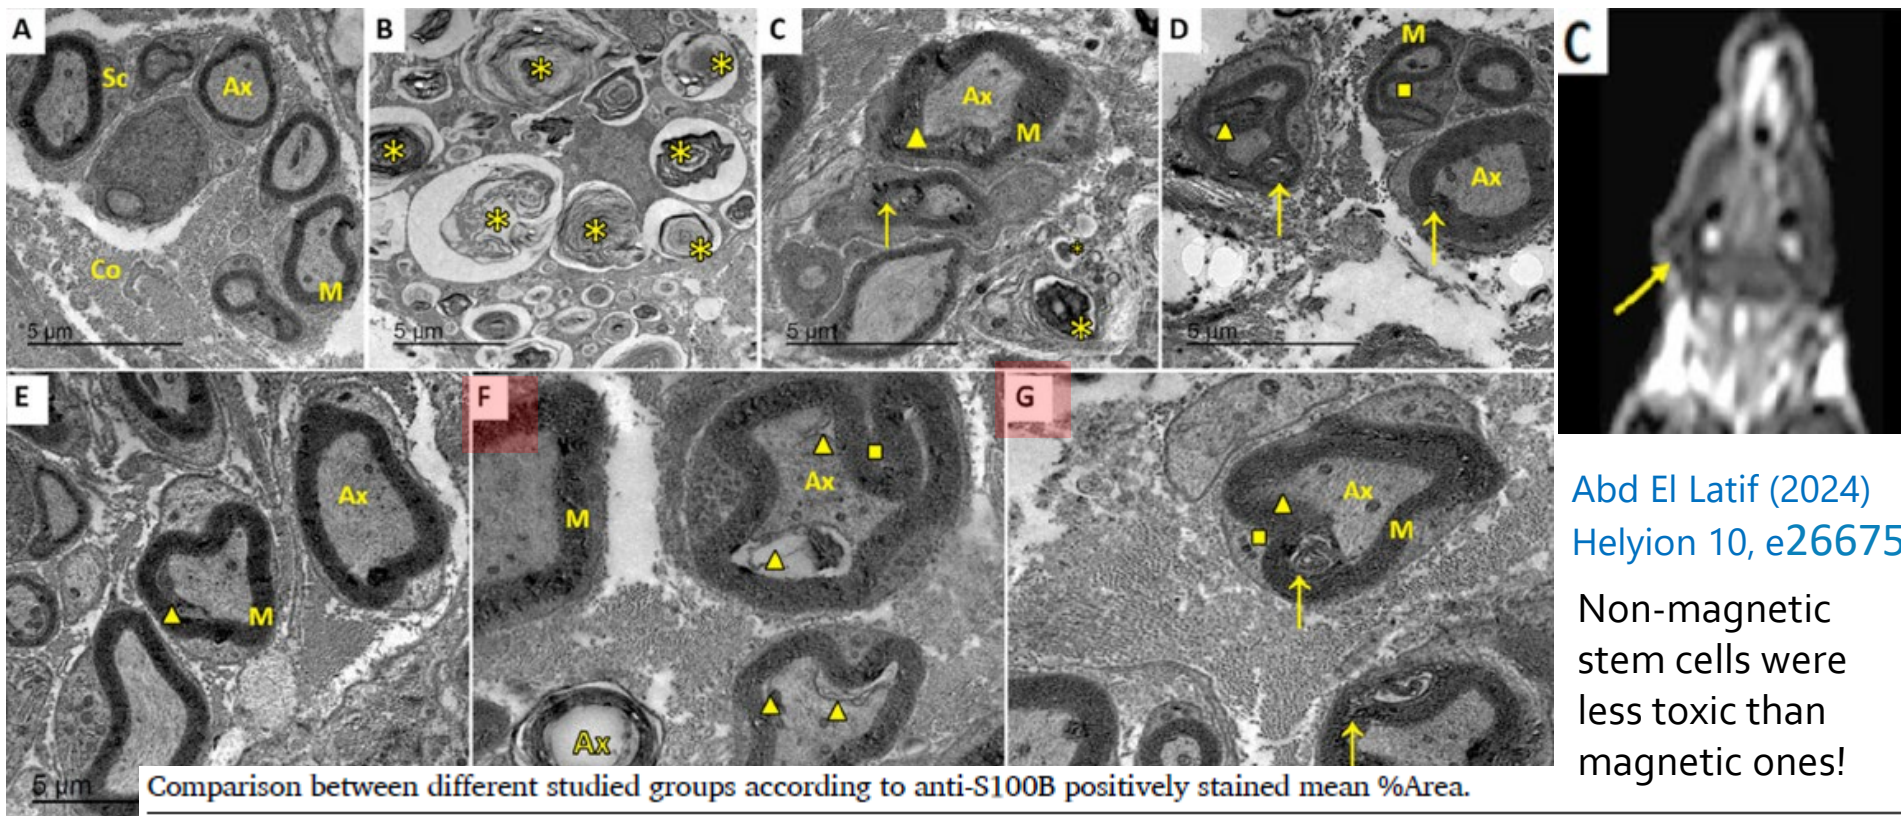 A
Sc
Ax
Co
M
5 µm
B
*
*
*
*
*
*
*
5 µm
C
Ax
M
*
*
5 µm
D
M
Ax
5 µm
C
E
Ax
M
5 µm
F
M
Ax
Ax
G
Ax
M
Abd El Latif (2024)
Helyion 10, e26675
Non-magnetic
stem cells were
less toxic than
magnetic ones!
Comparison between different studied groups according to anti-S100B positively stained mean %Area.